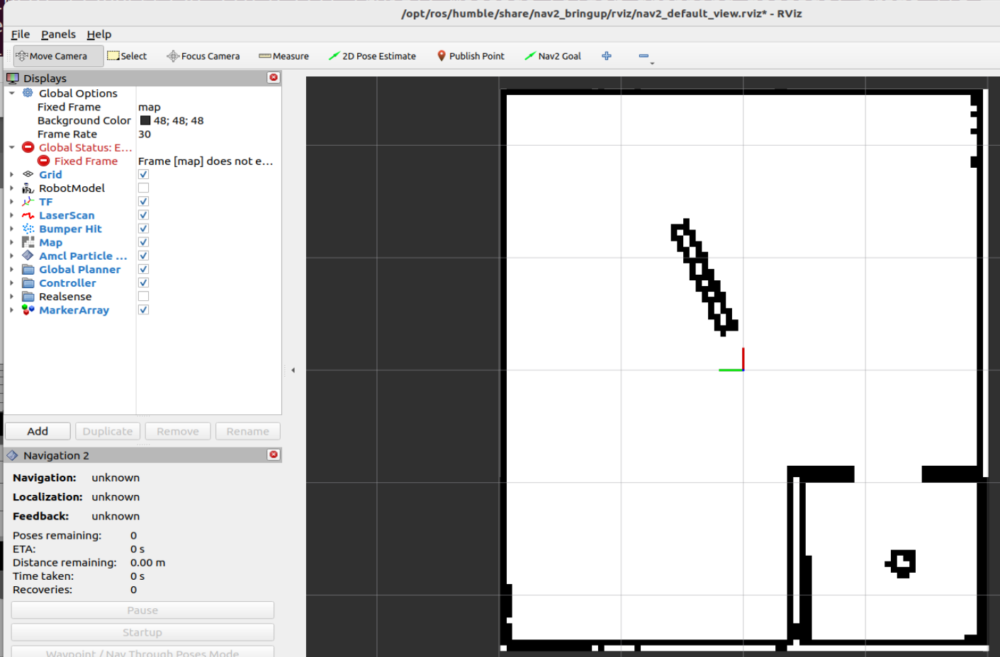 /opt/ros/humble/share/nav2_bringup/rviz/nav2_default_view.rviz* - RViz
File Panels Help
Move Camera Select Focus Camera Measure 2D Pose Estimate Publish Point Nav2 Goal
Displays
Global Options
Fixed Frame map
Background Color 48; 48; 48
Frame Rate 30
Global Status: E...
Fixed Frame Frame [map] does not e...
Grid
RobotModel
TF
LaserScan
Bumper Hit
Map
Amcl Particle ...
Global Planner
Controller
Realsense
MarkerArray
Add Duplicate Remove Rename
Navigation 2
Navigation: unknown
Localization: unknown
Feedback: unknown
Poses remaining: 0
ETA: 0 s
Distance remaining: 0.00 m
Time taken: 0 s
Recoveries: 0
Pause
Startup
Waypoint / Nav Through Poses Mode